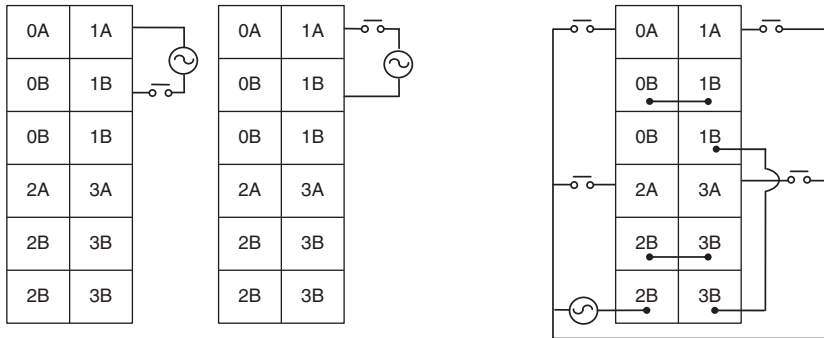 0A 1A 0A 1A 0A 1A
0B 1B 0B 1B 0B 1B
0B 1B 0B 1B 0B 1B
2A 3A 2A 3A 2A 3A
2B 3B 2B 3B 2B 3B
2B 3B 2B 3B 2B 3B